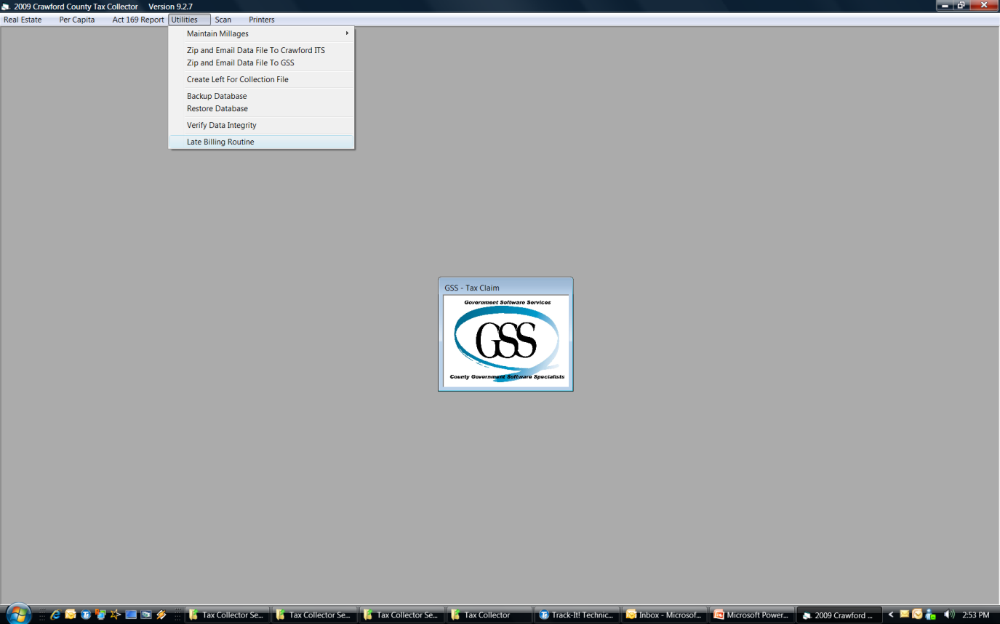 2009 Crawford County Tax Collector Version 9.2.7
Real Estate Per Capita Act 169 Report Utilities Scan Printers
Maintain Millages
Zip and Email Data File To Crawford ITS
Zip and Email Data File To GSS
Create Left For Collection File
Backup Database
Restore Database
Verify Data Integrity
Late Billing Routine
GSS - Tax Claim
Government Software Services
GSS
County Government Software Specialists
Tax Collector Se... Tax Collector Se... Tax Collector Se... Tax Collector Track-It! Technic... Inbox - Microsof... Microsoft Power... 2009 Crawford ... 2:53 PM